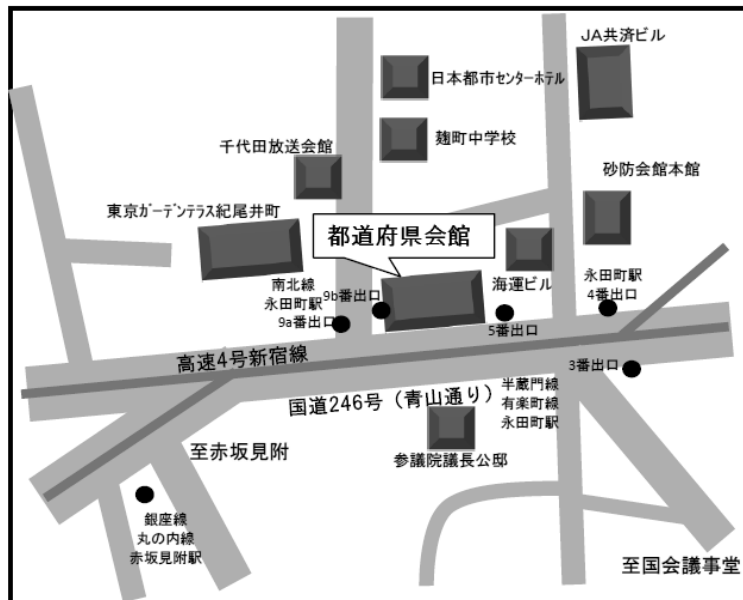 JA共済ビル
日本都市センターホテル
麹町中学校
千代田放送会館
砂防会館本館
東京ガーデンテラス紀尾井町
都道府県会館
南北線
永田町駅
9a番出口
9b番出口
海運ビル
5番出口
永田町駅
4番出口
高速4号新宿線
3番出口
国道246号（青山通り）
半蔵門線
有楽町線
永田町駅
至赤坂見附
参議院議長公邸
銀座線
丸の内線
赤坂見附駅
至国会議事堂